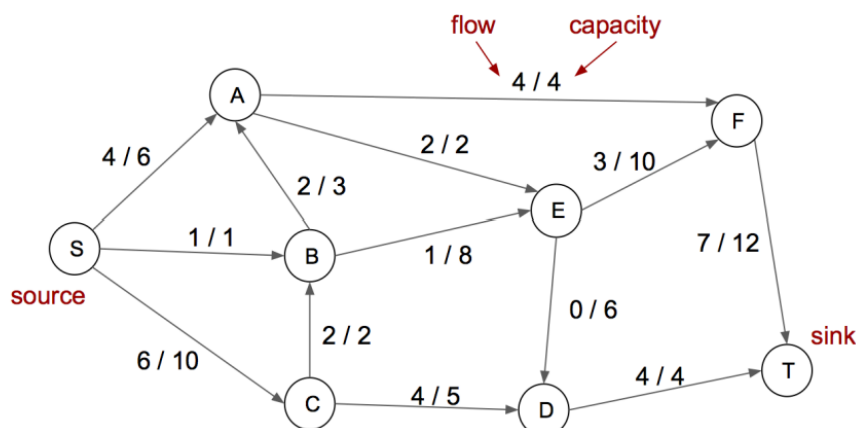 flow
capacity
4 / 4
A
F
2 / 2
4 / 6
3 / 10
2 / 3
E
1 / 1
S
B
1 / 8
7 / 12
source
0 / 6
2 / 2
sink
6 / 10
4 / 5
4 / 4
T
C
D